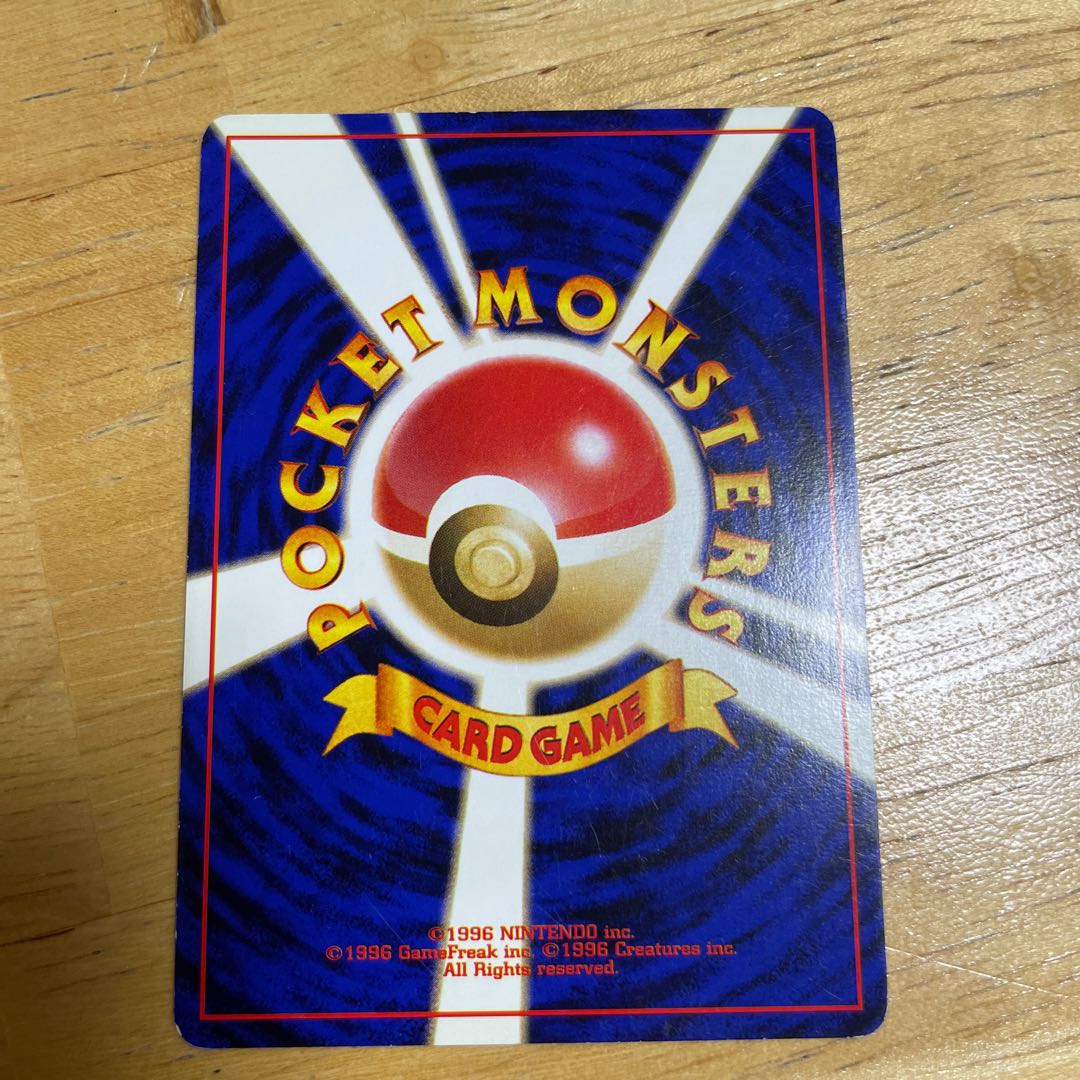 POCKET MONSTERS
CARD GAME
©1996 NINTENDO inc.
©1996 GameFreak inc. ©1996 Creatures inc.
All Rights reserved.